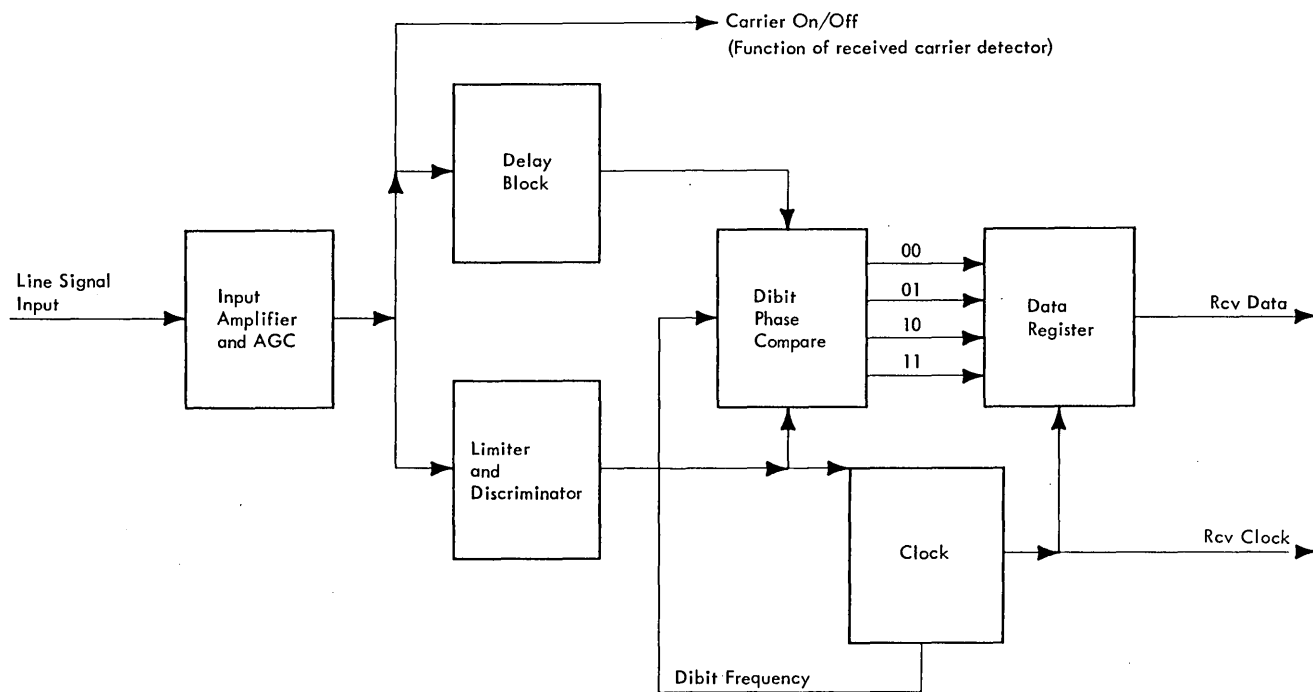 Carrier On/Off
(Function of received carrier detector)
Delay
Block
Line Signal
Input
Input
Amplifier
and AGC
Dibit
Phase
Compare
00
01
10
11
Data
Register
Rcv Data
Limiter
and
Discriminator
Clock
Rcv Clock
Dibit Frequency